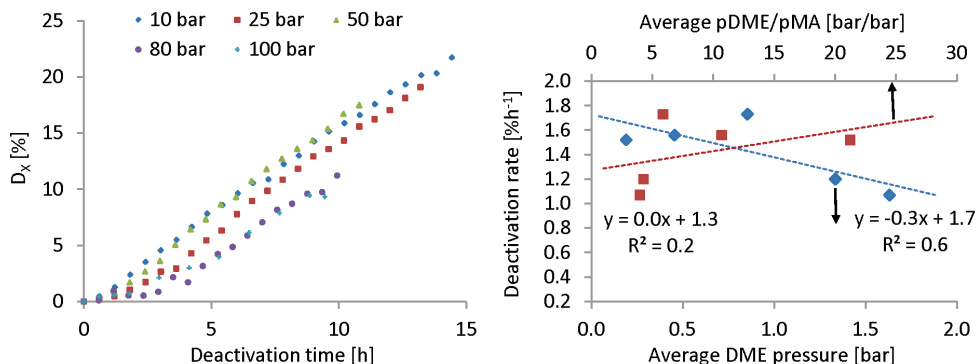 10 bar 25 bar 50 bar
80 bar 100 bar
25
20
15
10
5
0
D_X [%]
0 5 10 15
Deactivation time [h]
Average pDME/pMA [bar/bar]
0 10 20 30
2.0
1.8
1.6
1.4
1.2
1.0
0.8
0.6
0.4
0.2
Deactivation rate [%h⁻¹]
y = 0.0x + 1.3
R² = 0.2
y = -0.3x + 1.7
R² = 0.6
0.0 0.5 1.0 1.5 2.0
Average DME pressure [bar]